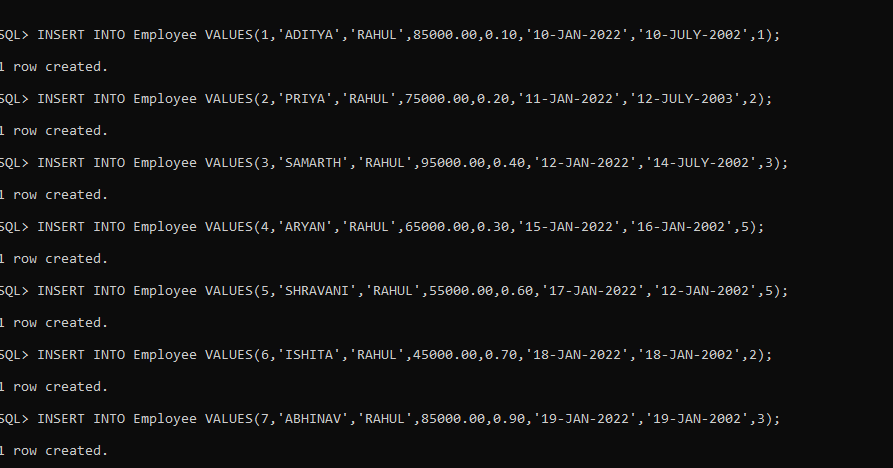 SQL> INSERT INTO Employee VALUES(1,'ADITYA','RAHUL',85000.00,0.10,'10-JAN-2022','10-JULY-2002',1);
1 row created.
SQL> INSERT INTO Employee VALUES(2,'PRIYA','RAHUL',75000.00,0.20,'11-JAN-2022','12-JULY-2003',2);
1 row created.
SQL> INSERT INTO Employee VALUES(3,'SAMARTH','RAHUL',95000.00,0.40,'12-JAN-2022','14-JULY-2002',3);
1 row created.
SQL> INSERT INTO Employee VALUES(4,'ARYAN','RAHUL',65000.00,0.30,'15-JAN-2022','16-JAN-2002',5);
1 row created.
SQL> INSERT INTO Employee VALUES(5,'SHRAVANI','RAHUL',55000.00,0.60,'17-JAN-2022','12-JAN-2002',5);
1 row created.
SQL> INSERT INTO Employee VALUES(6,'ISHITA','RAHUL',45000.00,0.70,'18-JAN-2022','18-JAN-2002',2);
1 row created.
SQL> INSERT INTO Employee VALUES(7,'ABHINAV','RAHUL',85000.00,0.90,'19-JAN-2022','19-JAN-2002',3);
1 row created.